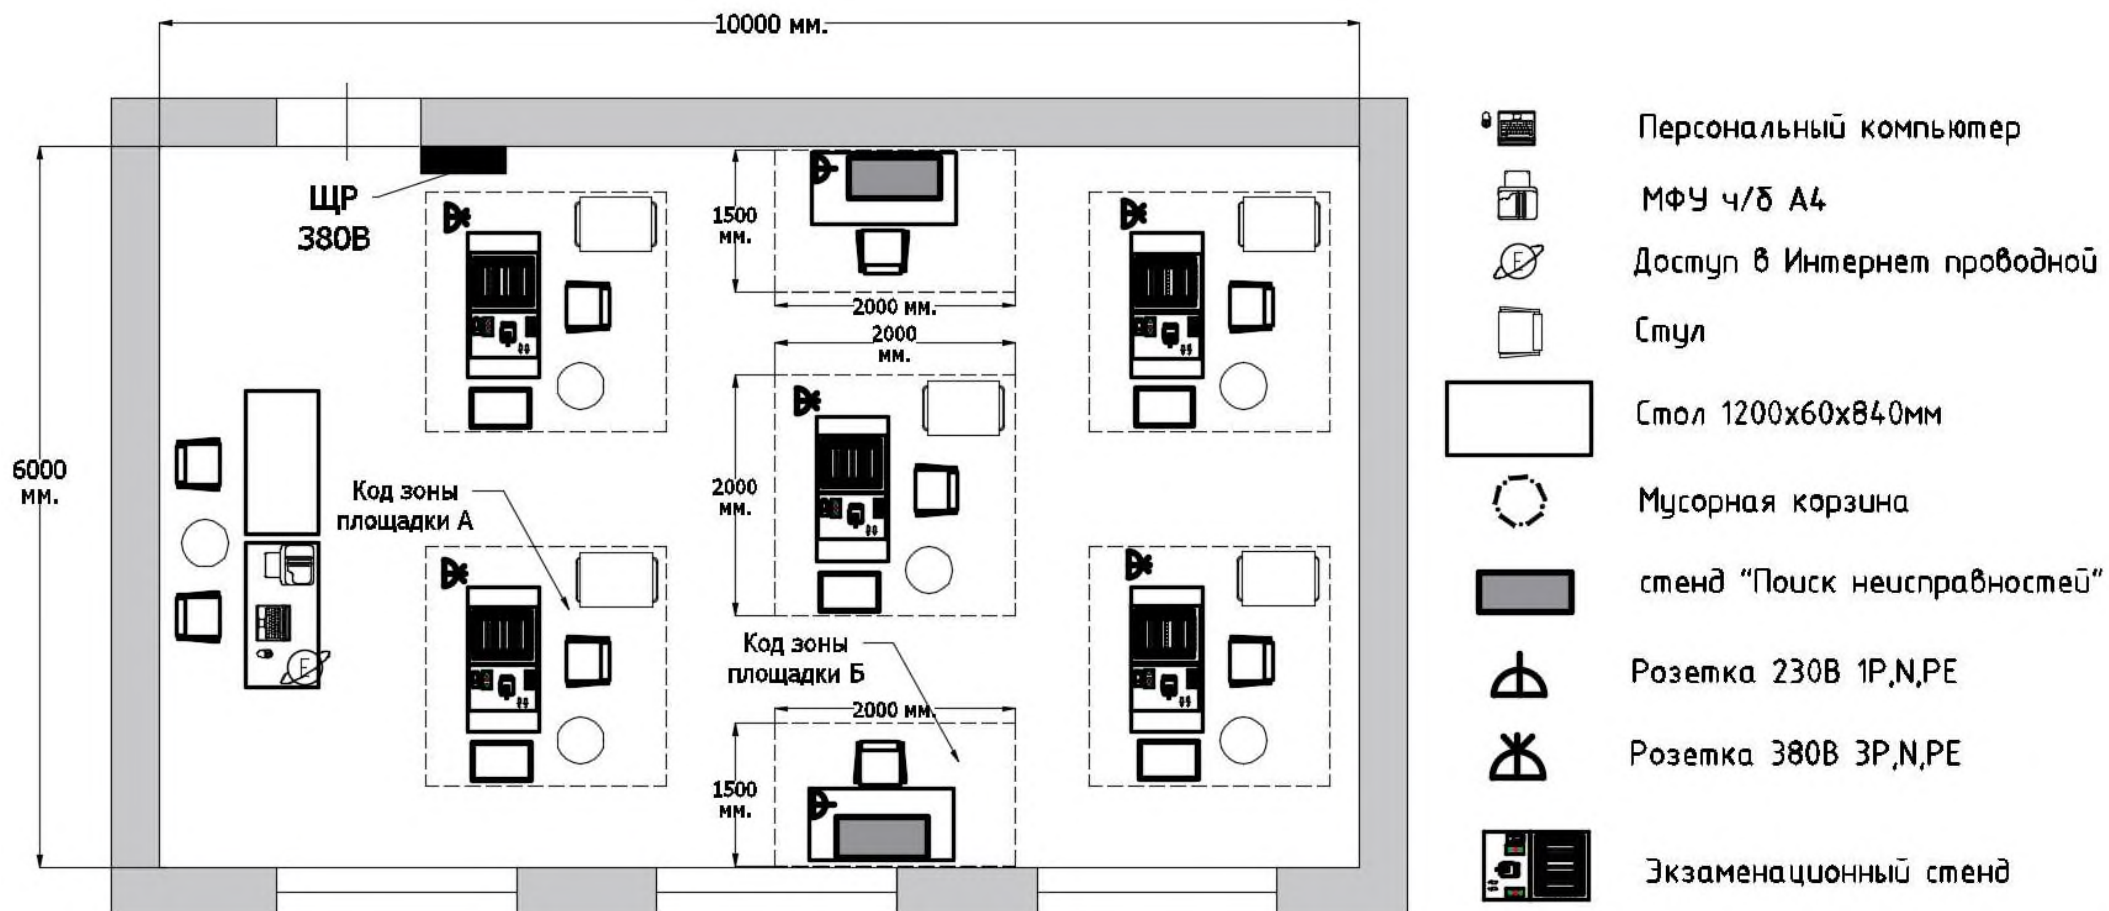 10000 мм.
ЩР
380В
1500
мм.
2000 мм.
2000
мм.
6000
мм.
Код зоны
площадки А
2000
мм.
Код зоны
площадки Б
2000 мм.
1500
мм.
E
Персональный компьютер
МФУ ч/б А4
E
Доступ в Интернет проводной
Стул
Стол 1200х60х840мм
Мусорная корзина
стенд "Поиск неисправностей"
Розетка 230В 1P,N,PE
Розетка 380В 3P,N,PE
Экзаменационный стенд